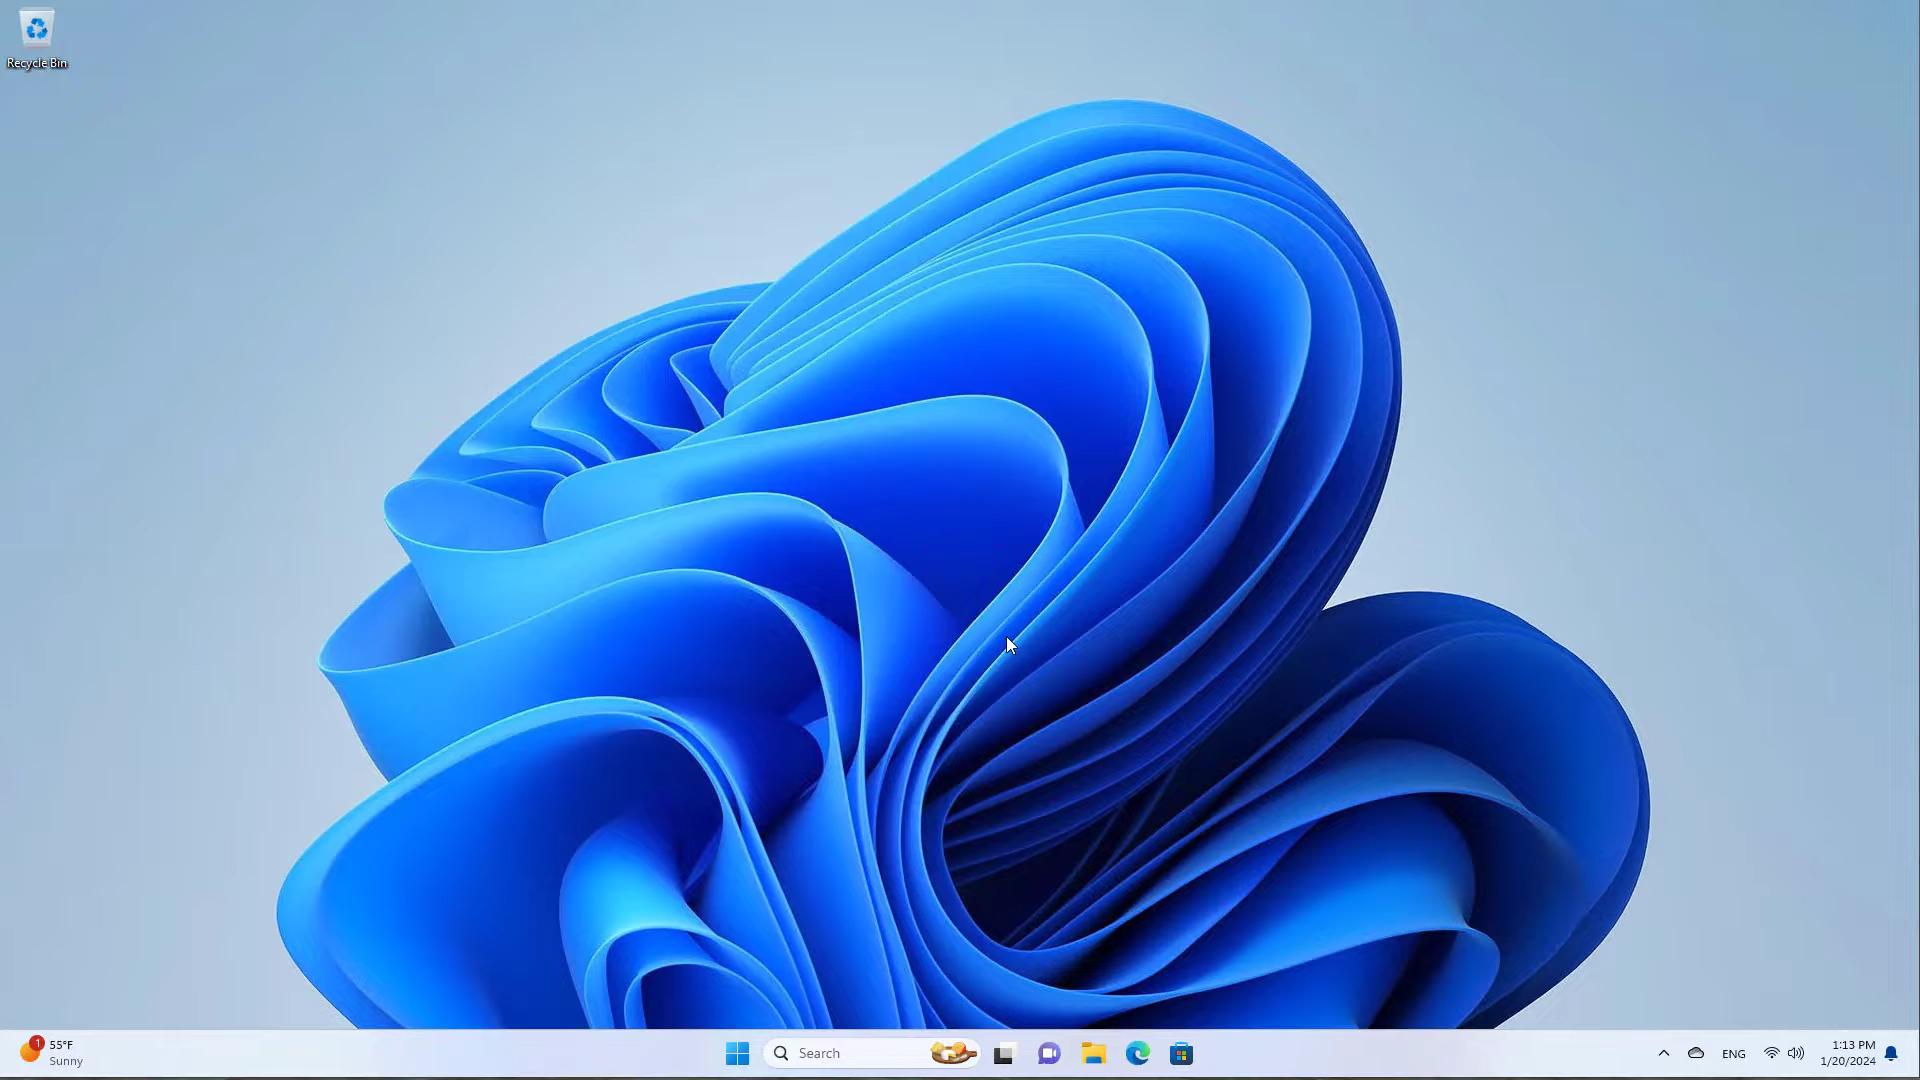 Recycle Bin
1
55°F
Sunny
Search
ENG
1:13 PM
1/20/2024